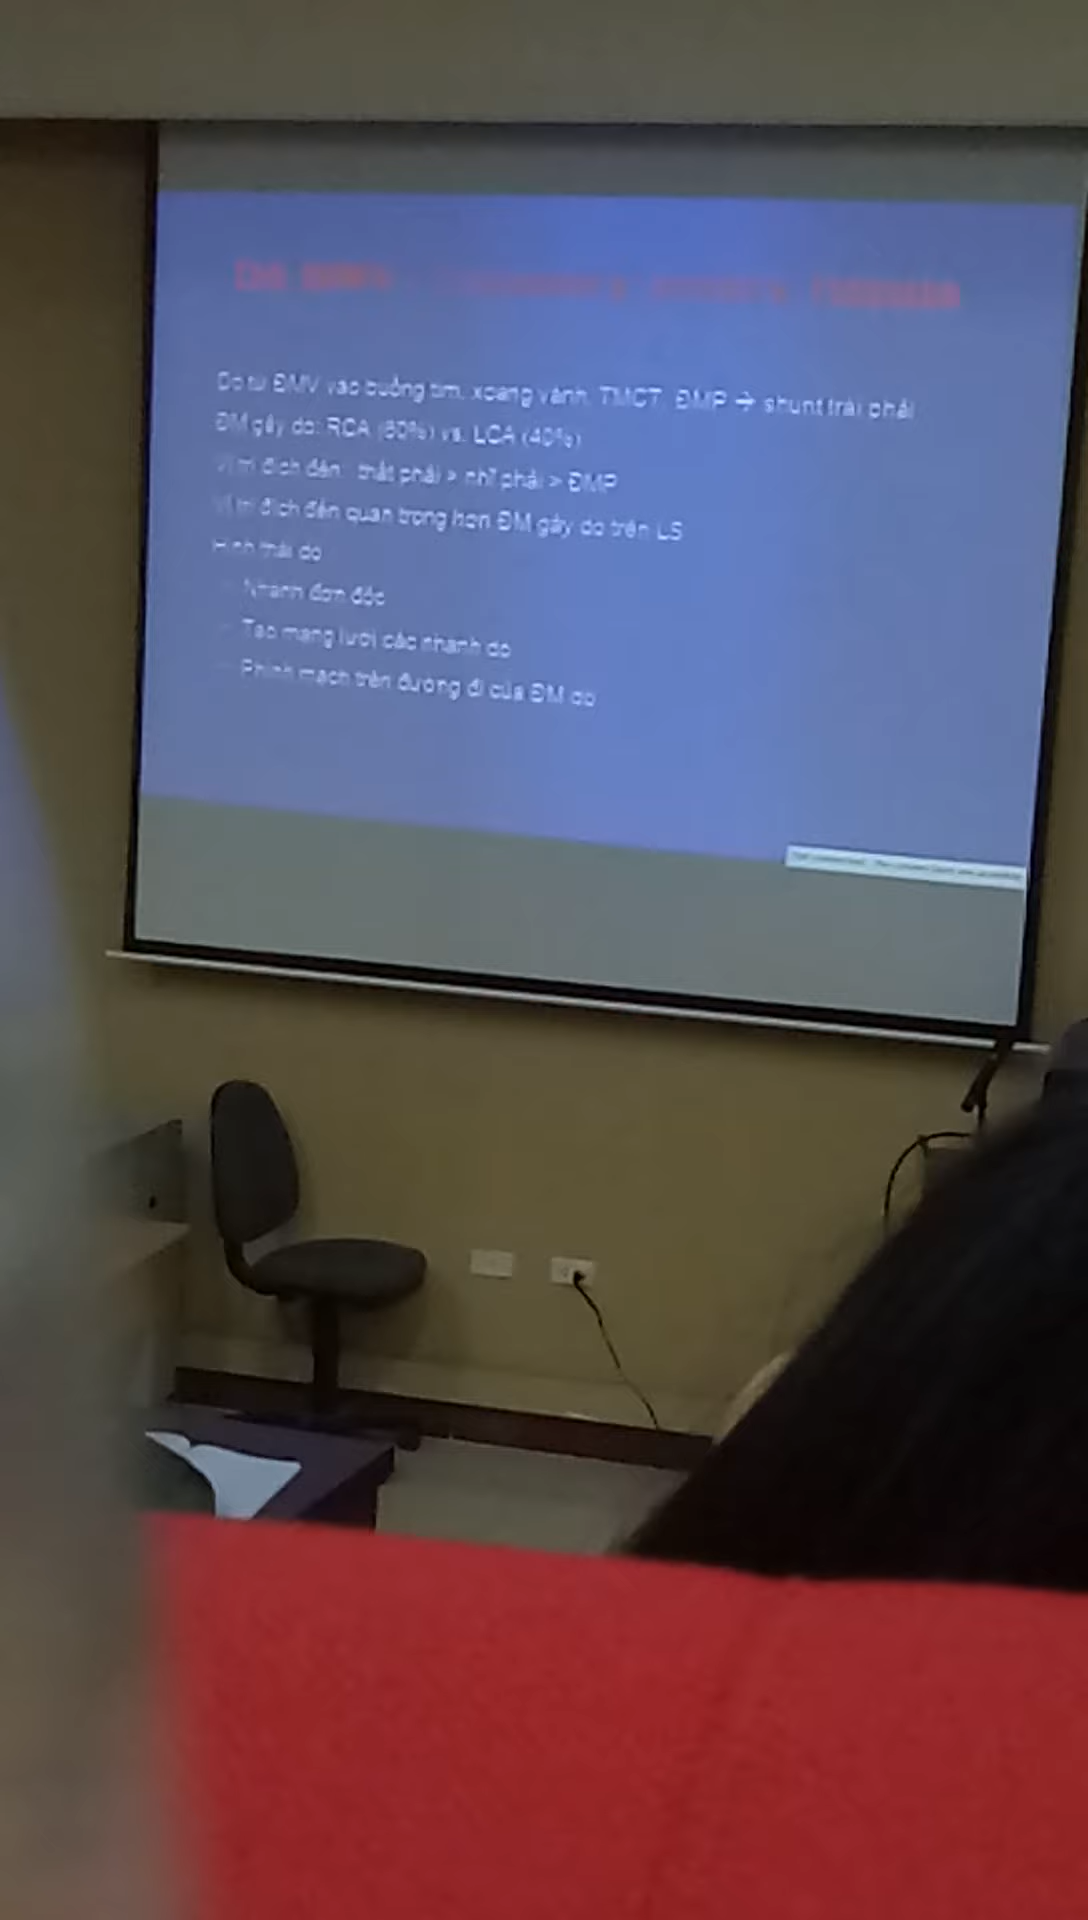 Dò từ ĐMV vào buồng tim, xoang vành, TMCT, ĐMP → shunt trái phải
ĐM gây dò: RCA (60%) vs. LCA (40%)
Vị trí đích đến: thất phải > nhĩ phải > ĐMP
Vị trí đích đến quan trọng hơn ĐM gây dò trên LS
Hình thái dò
Nhánh đơn độc
Tạo mạng lưới các nhánh dò
Phình mạch trên đường đi của ĐM dò